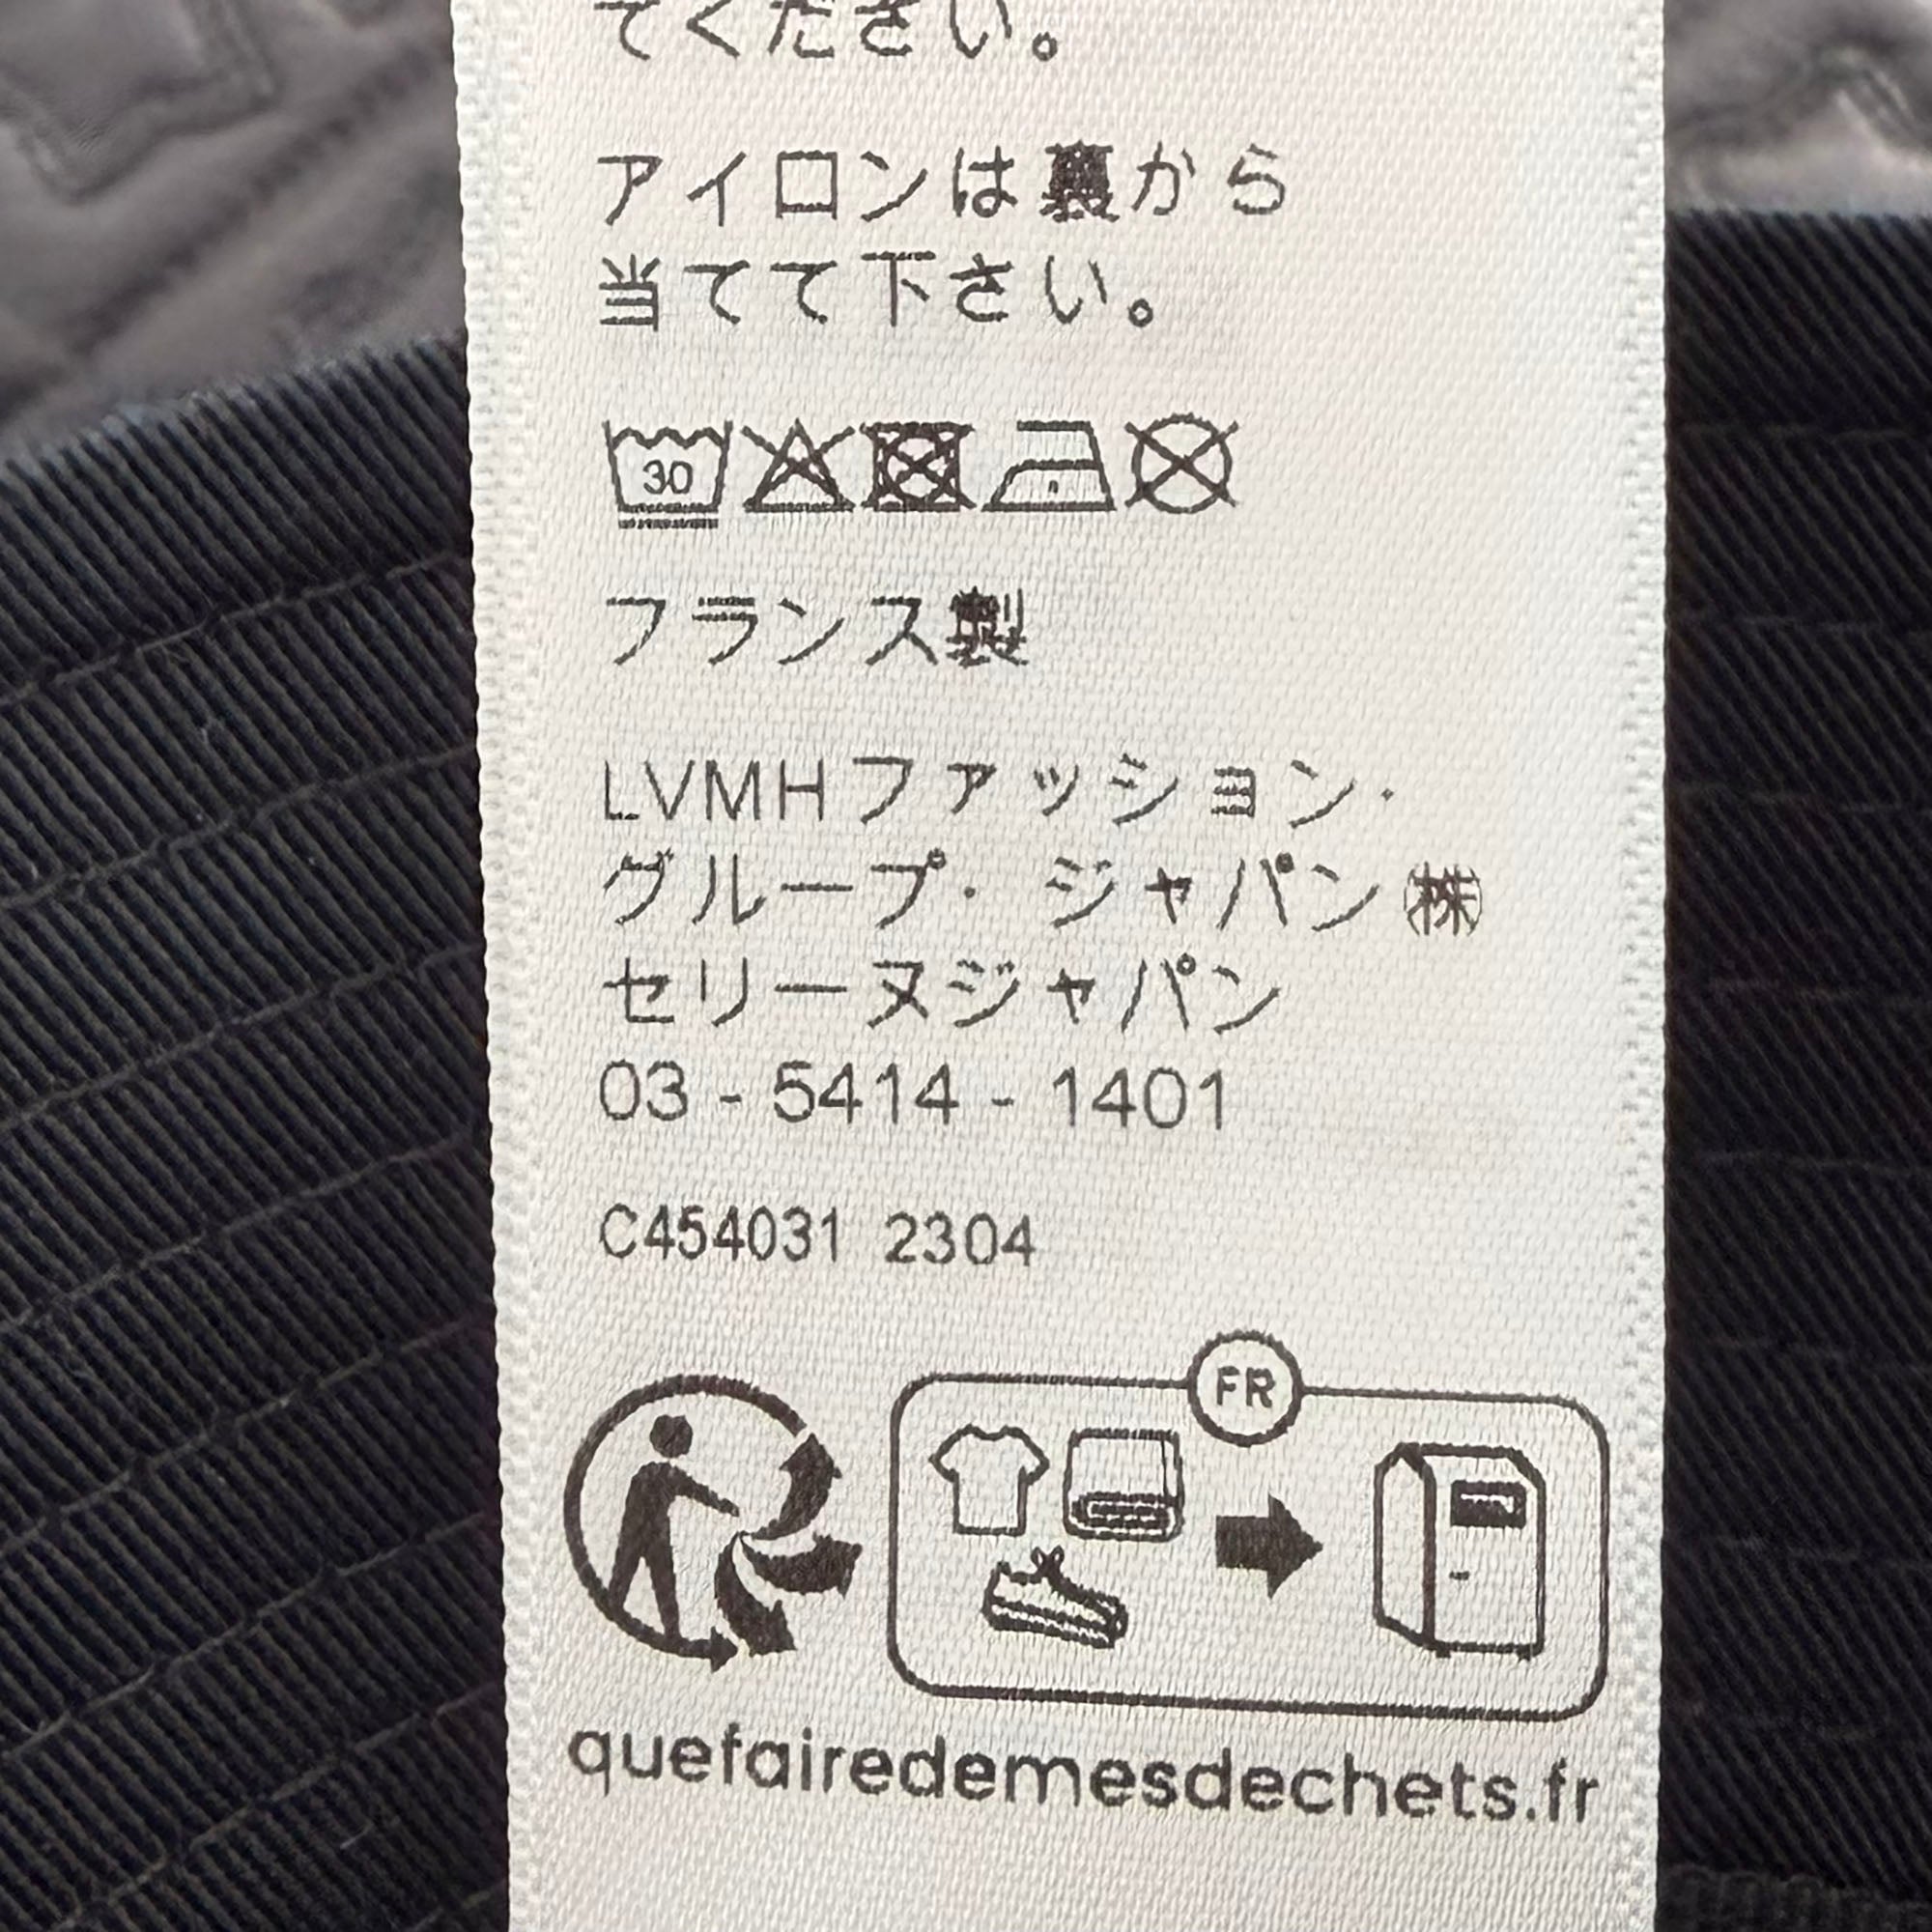 てください。
アイロンは裏から
当てて下さい。
30
フランス製
LVMHファッション・
グループ・ ジャパン㈱
セリーヌジャパン
03 - 5414 - 1401
C454031 2304
FR
quefairedemesdechets.fr